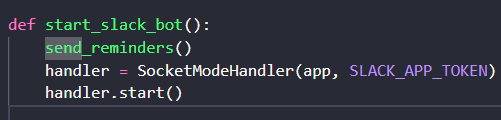 def start_slack_bot():
    send_reminders()
    handler = SocketModeHandler(app, SLACK_APP_TOKEN)
    handler.start()